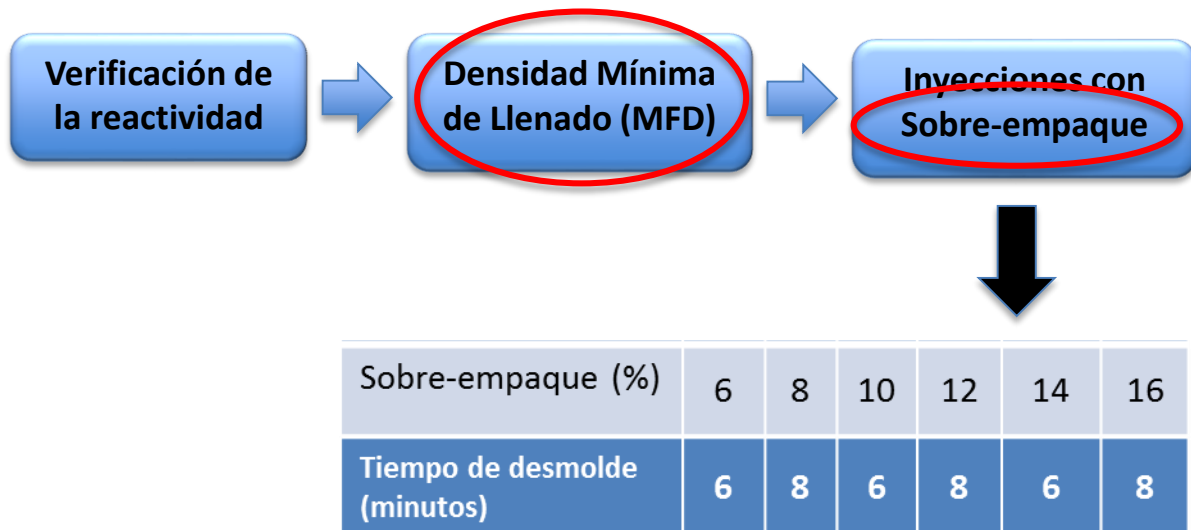 Verificación de
la reactividad
Densidad Mínima
de Llenado (MFD)
Inyecciones con
Sobre-empaque
Sobre-empaque (%) 6 8 10 12 14 16
Tiempo de desmolde
(minutos) 6 8 6 8 6 8